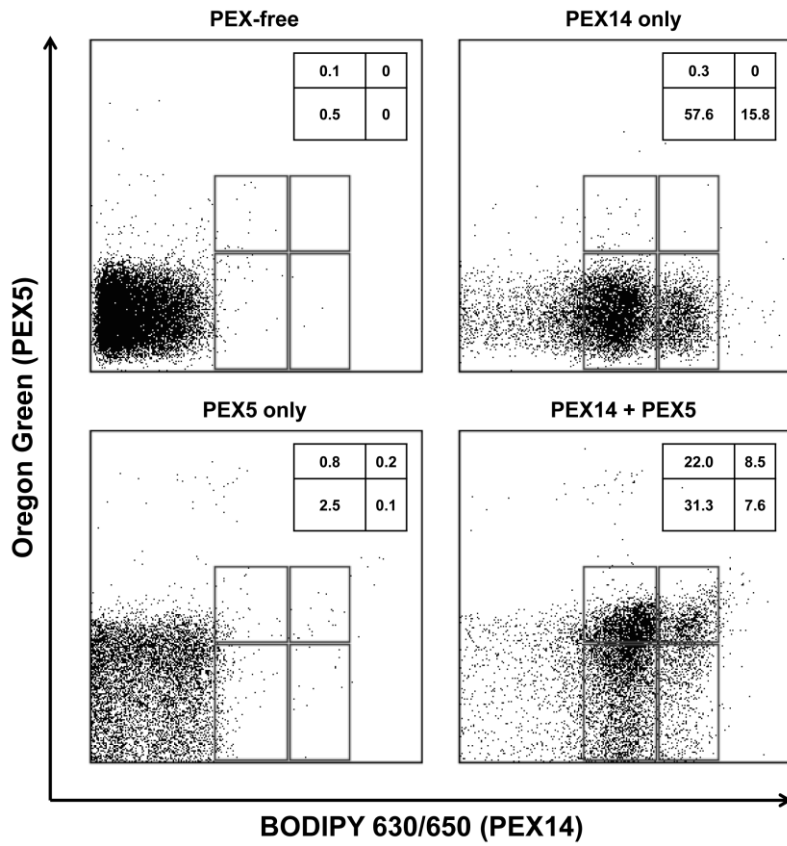 PEX-free
PEX14 only
0.1 0
0.5 0
0.3 0
57.6 15.8
PEX5 only
PEX14 + PEX5
0.8 0.2
2.5 0.1
22.0 8.5
31.3 7.6
Oregon Green (PEX5)
BODIPY 630/650 (PEX14)